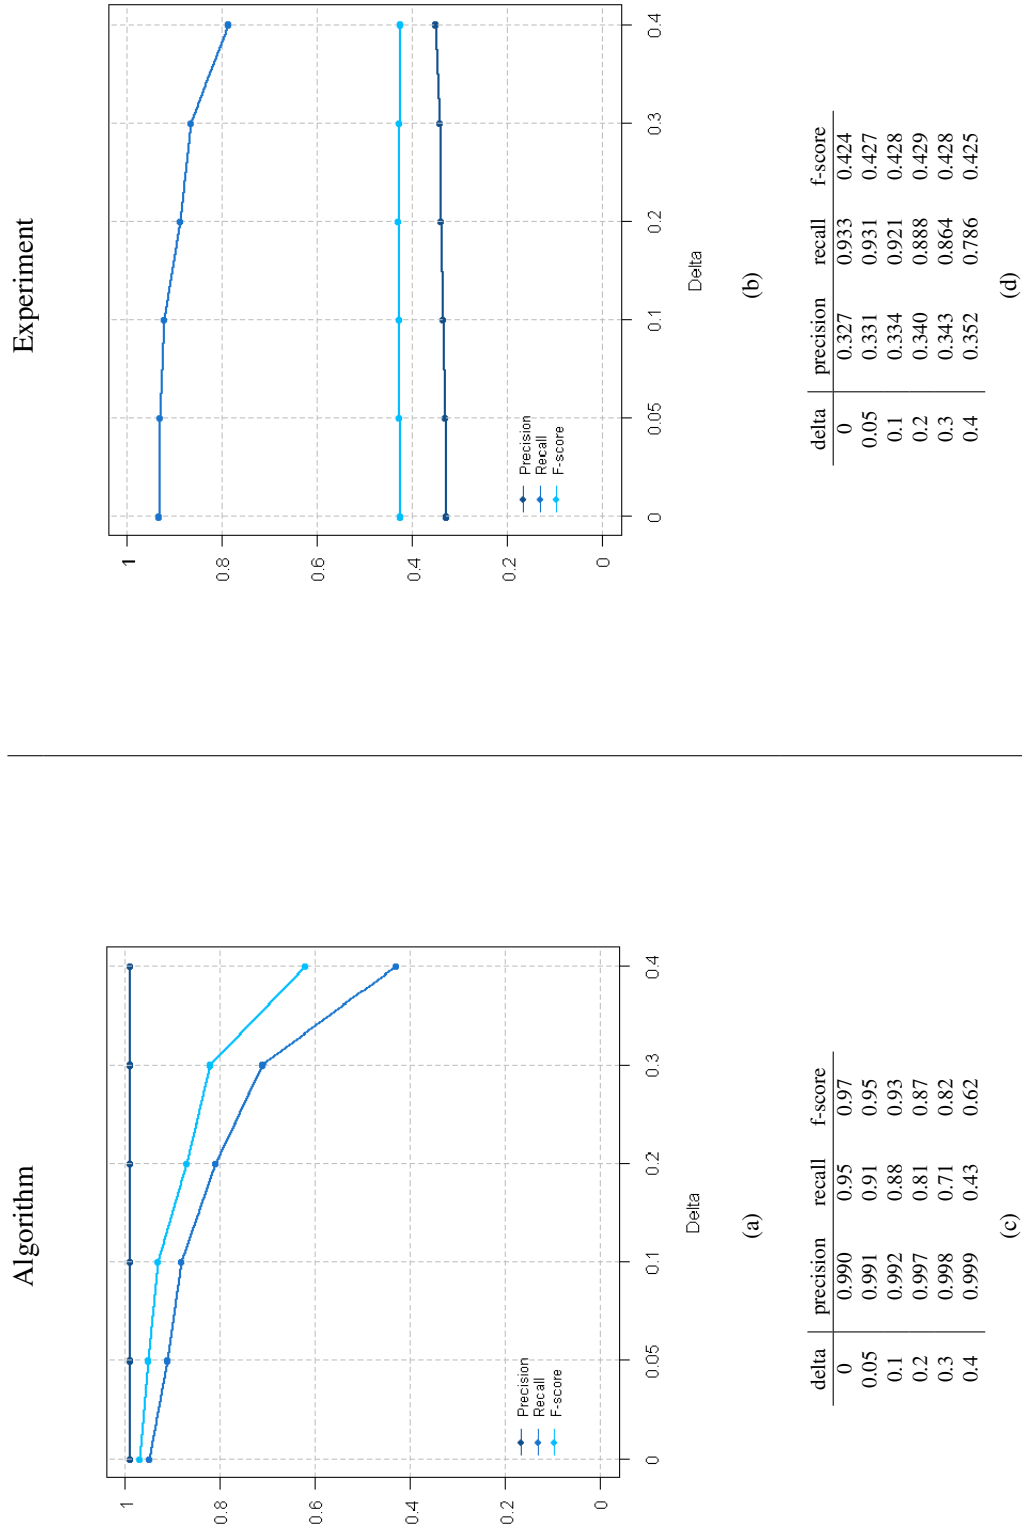 Algorithm
1
0.8
0.6
0.4
0.2
0
0 0.05 0.1 0.2 0.3 0.4
Delta
Precision
Recall
F-score
(a)
delta precision recall f-score
0 0.990 0.95 0.97
0.05 0.991 0.91 0.95
0.1 0.992 0.88 0.93
0.2 0.997 0.81 0.87
0.3 0.998 0.71 0.82
0.4 0.999 0.43 0.62
(c)
Experiment
1
0.8
0.6
0.4
0.2
0
0 0.05 0.1 0.2 0.3 0.4
Delta
Precision
Recall
F-score
(b)
delta precision recall f-score
0 0.327 0.933 0.424
0.05 0.331 0.931 0.427
0.1 0.334 0.921 0.428
0.2 0.340 0.888 0.429
0.3 0.343 0.864 0.428
0.4 0.352 0.786 0.425
(d)